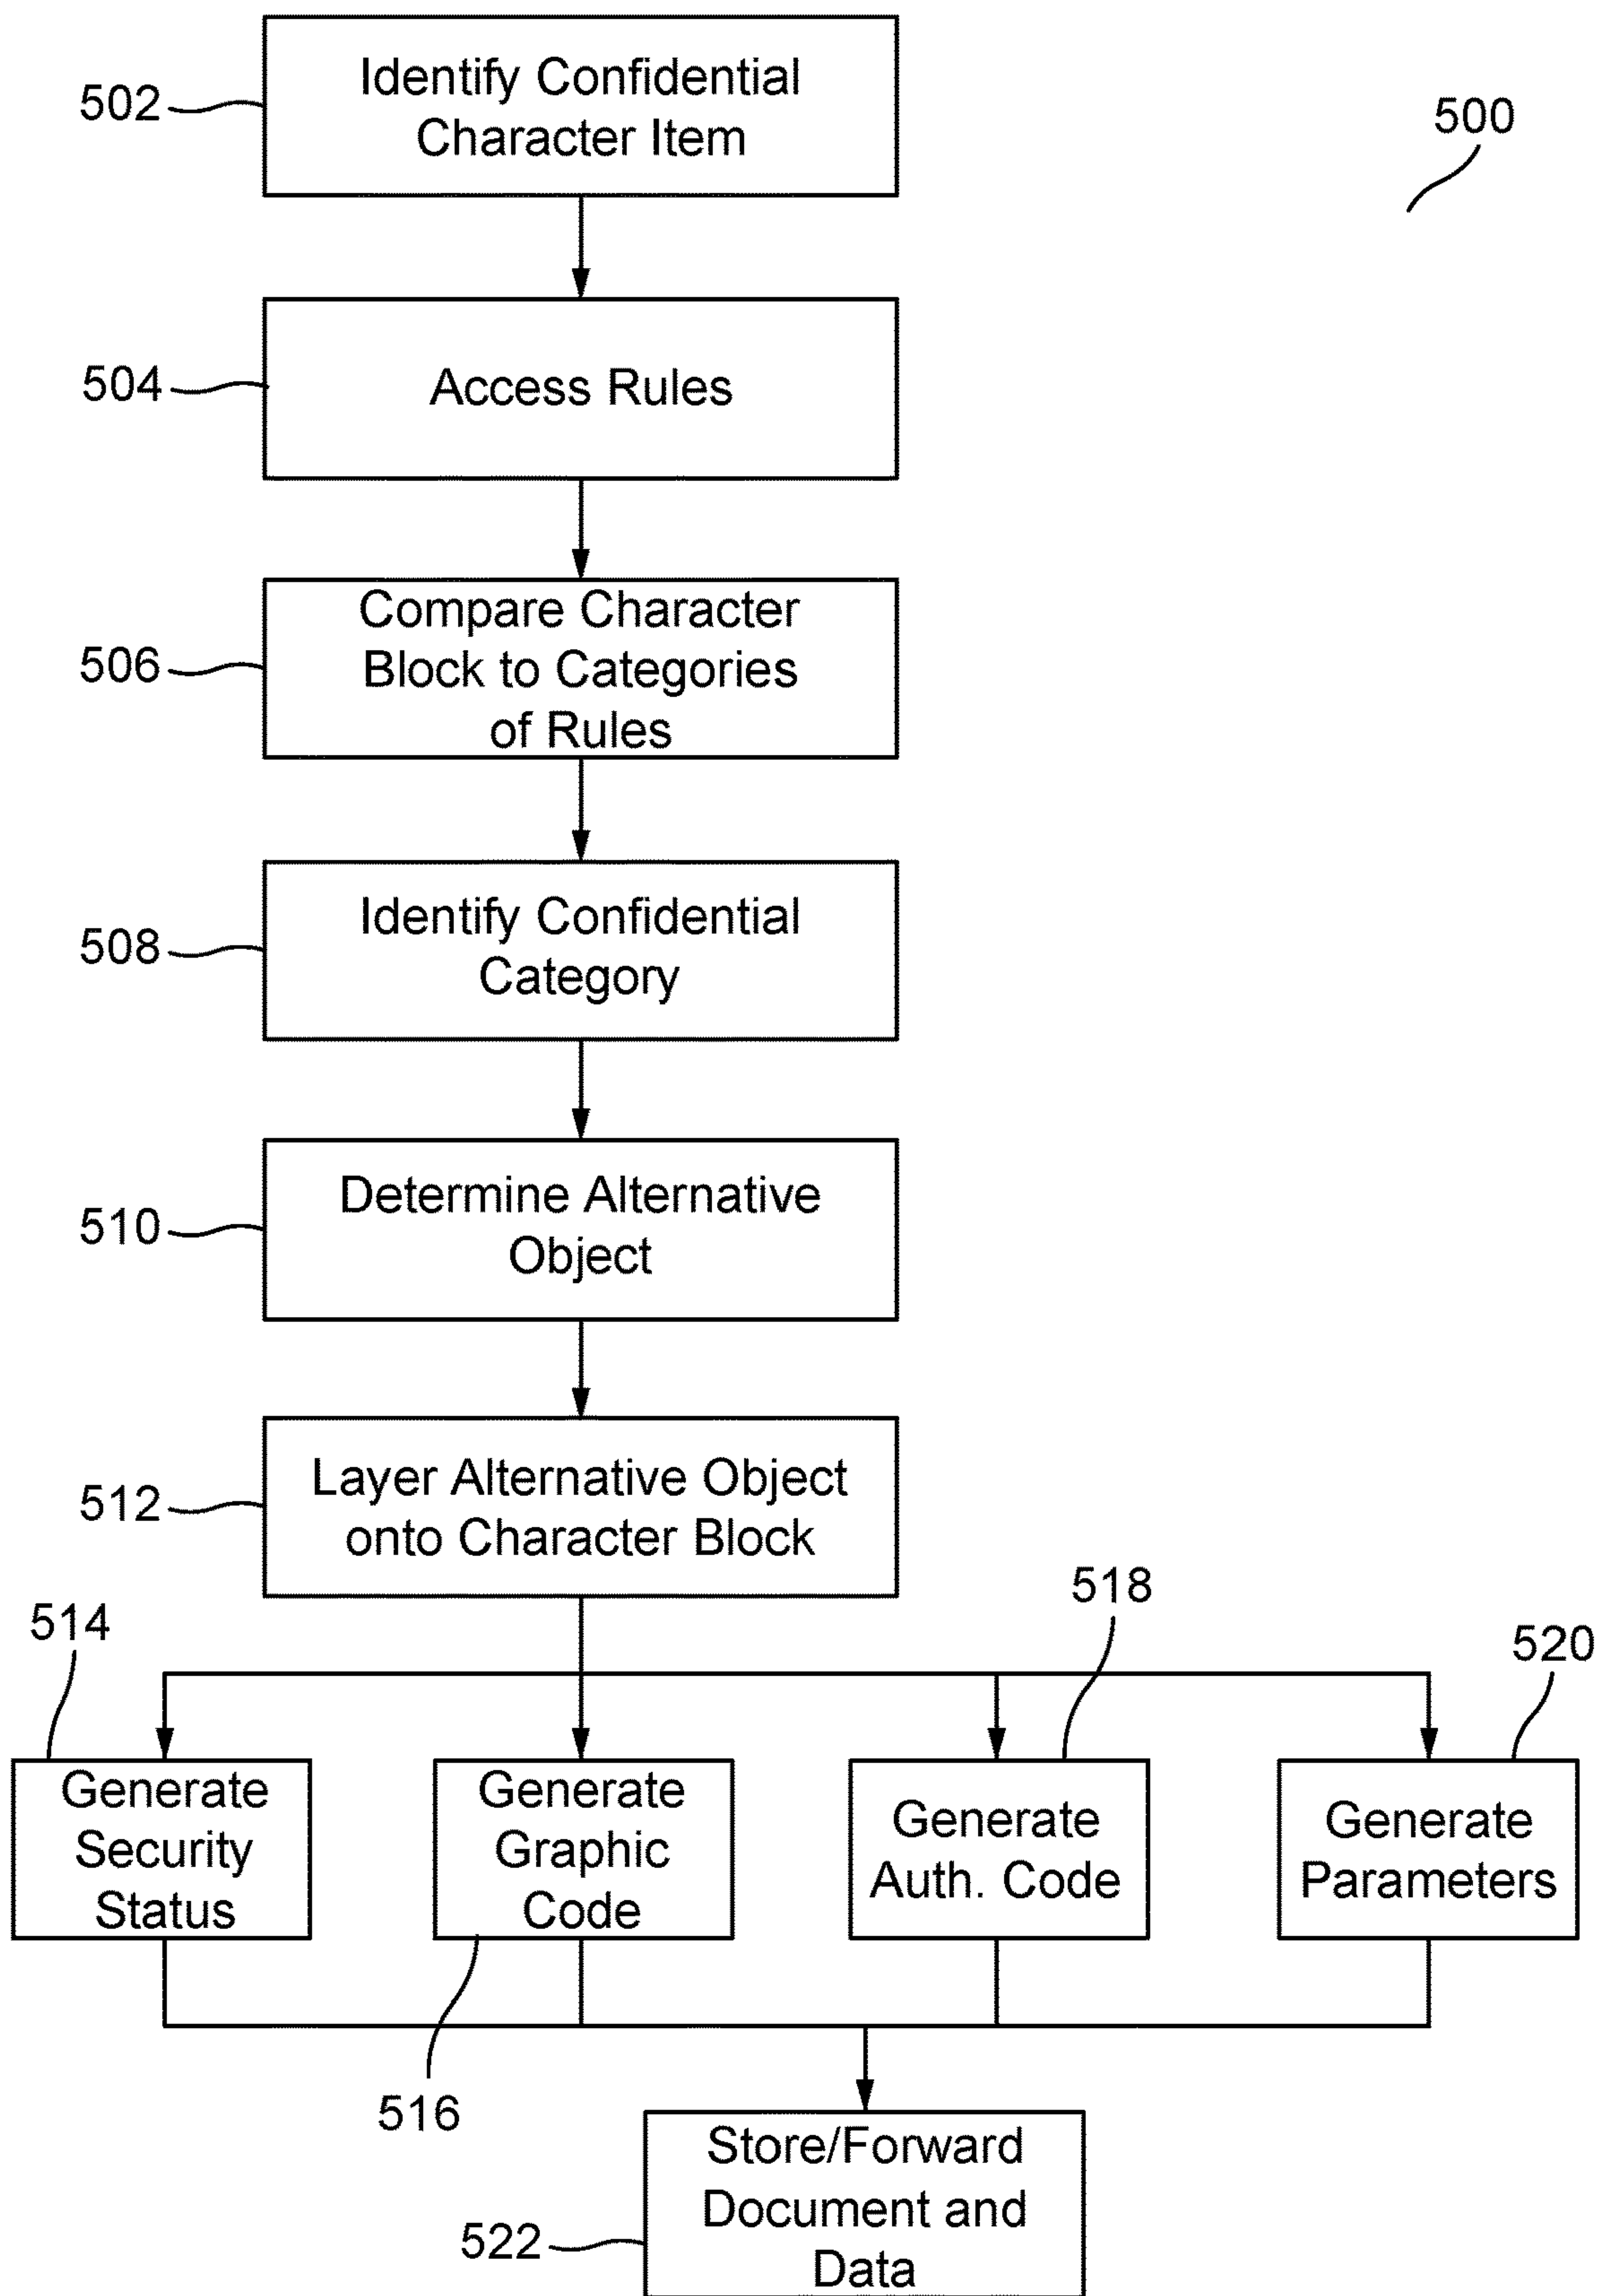 502
Identify Confidential
Character Item
500
504
Access Rules
506
Compare Character
Block to Categories
of Rules
508
Identify Confidential
Category
510
Determine Alternative
Object
512
Layer Alternative Object
onto Character Block
514
518
520
Generate
Security
Status
Generate
Graphic
Code
Generate
Auth. Code
Generate
Parameters
516
522
Store/Forward
Document and
Data